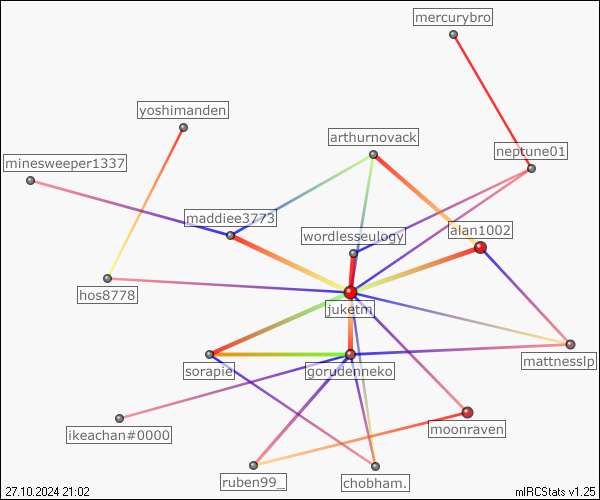 mercurybro
yoshimanden
arthurnovack
neptune01
minesweeper1337
maddiee3773
alan1002
wordlesseulogy
hos8778
juketm
mattnesslp
sorapie
gorudenneko
ikeachan#0000
moonraven
ruben99_
chobham.
27.10.2024 21:02
mIRCStats v1.25